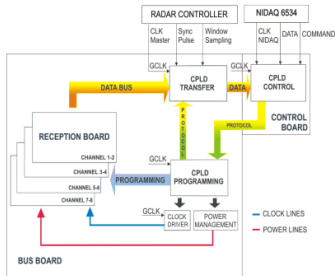 RADAR CONTROLLER
NIDAQ 6534
CLK Master
Sync Pulse
Window Sampling
CLK NIDAQ
DATA
COMMAND
GCLK
GCLK
CPLD TRANSFER
CPLD CONTROL
DATA BUS
DATA
CONTROL BOARD
PROTOCOL
PROTOCOL
RECEPTION BOARD
CHANNEL 1-2
CHANNEL 3-4
CHANNEL 5-6
CHANNEL 7-8
GCLK
PROGRAMMING
CPLD PROGRAMMING
GCLK
CLOCK DRIVER
POWER MANAGEMENT
CLOCK LINES
POWER LINES
BUS BOARD